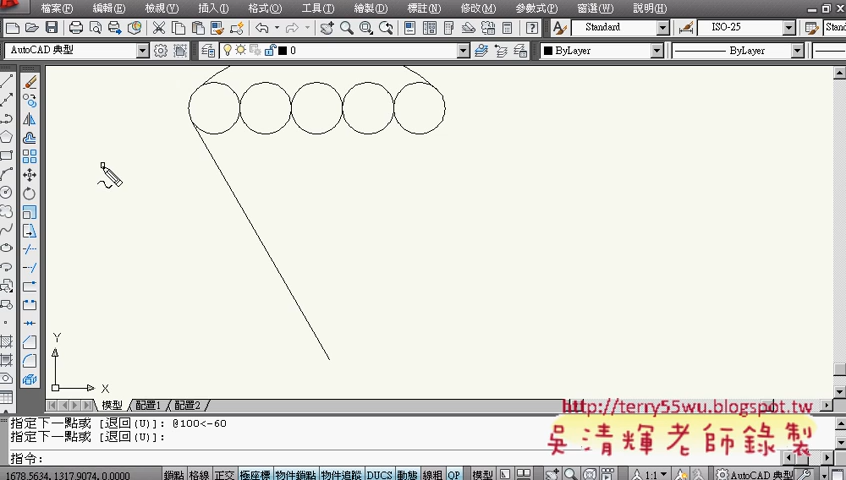 檔案(F) 編輯(E) 檢視(V) 插入(I) 格式(O) 工具(T) 繪製(D) 標註(N) 修改(M) 參數式(P) 窗選(W) 說明(H)
Standard ISO-25
AutoCAD 典型 0 ByLayer ByLayer
Y
X
模型 配置1 配置2
http://terry55wu.blogspot.tw
指定下一點或 [退回(U)]: @100<-60
指定下一點或 [退回(U)]:
吳清輝老師錄製
指令:
1678.5634, 1317.9074, 0.0000 鎖點 格線 正交 極座標 物件鎖點 物件追蹤 DUCS 動態 線粗 QP 模型 1:1 AutoCAD 典型